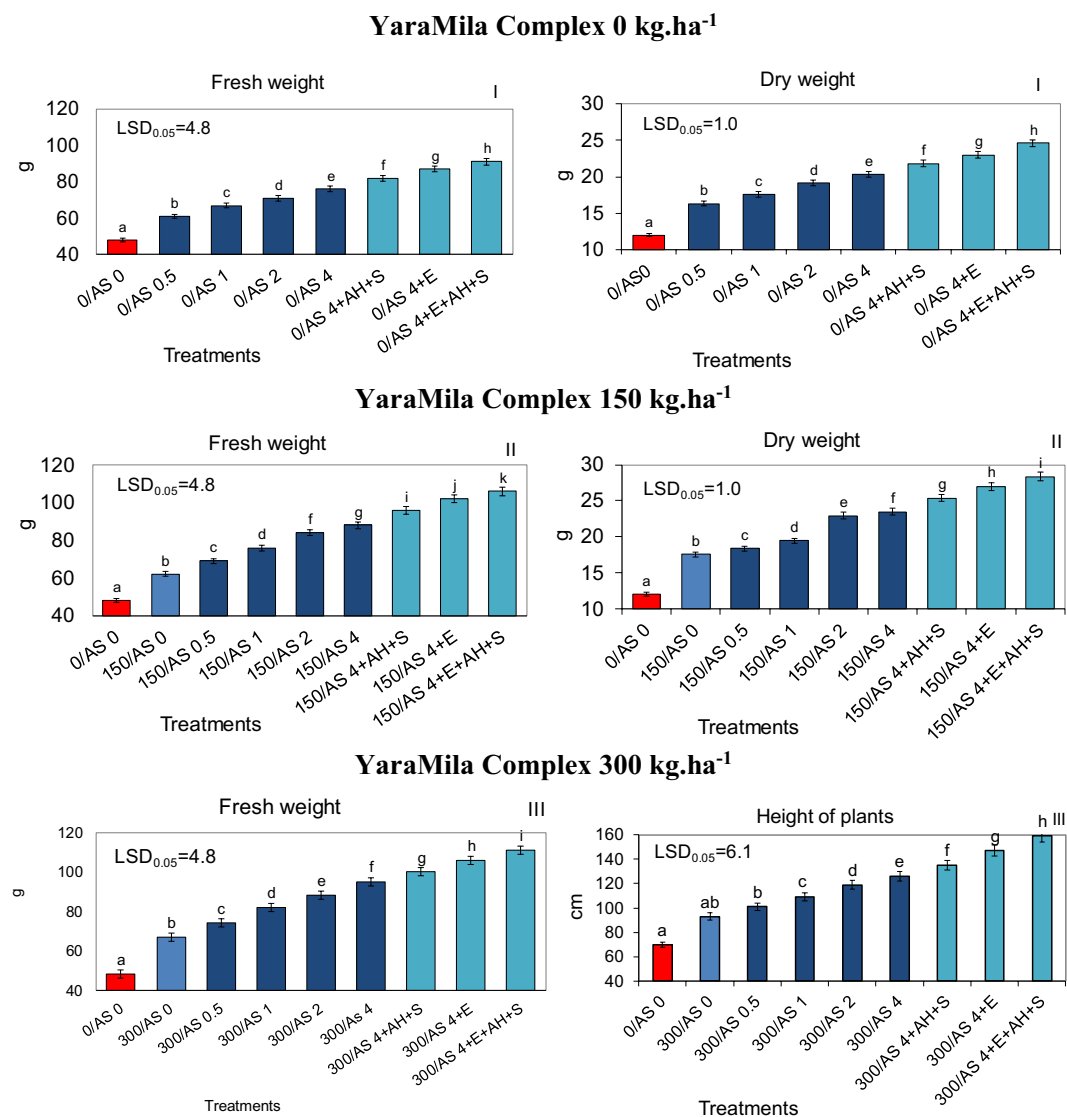 YaraMila Complex 0 kg.ha⁻¹
Fresh weight
I
LSD₀.₀₅=4.8
g
120
100
80
60
40
a
b
c
d
e
f
g
h
0/AS 0
0/AS 0.5
0/AS 1
0/AS 2
0/AS 4
0/AS 4+AH+S
0/AS 4+E
0/AS 4+E+AH+S
Treatments
Dry weight
I
LSD₀.₀₅=1.0
g
30
25
20
15
10
a
b
c
d
e
f
g
h
0/AS0
0/AS 0.5
0/AS 1
0/AS 2
0/AS 4
0/AS 4+AH+S
0/AS 4+E
0/AS 4+E+AH+S
Treatments
YaraMila Complex 150 kg.ha⁻¹
Fresh weight
II
LSD₀.₀₅=4.8
g
120
100
80
60
40
a
b
c
d
f
g
i
j
k
0/AS 0
150/AS 0
150/AS 0.5
150/AS 1
150/AS 2
150/AS 4
150/AS 4+AH+S
150/AS 4+E
150/AS 4+E+AH+S
Treatments
Dry weight
II
LSD₀.₀₅=1.0
g
30
25
20
15
10
a
b
c
d
e
f
g
h
i
0/AS 0
150/AS 0
150/AS 0.5
150/AS 1
150/AS 2
150/AS 4
150/AS 4+AH+S
150/AS 4+E
150/AS 4+E+AH+S
Treatments
YaraMila Complex 300 kg.ha⁻¹
Fresh weight
III
LSD₀.₀₅=4.8
g
120
100
80
60
40
a
b
c
d
e
f
g
h
i
0/AS 0
300/AS 0
300/AS 0.5
300/AS 1
300/AS 2
300/As 4
300/AS 4+AH+S
300/AS 4+E
300/AS 4+E+AH+S
Treatments
Height of plants
III
LSD₀.₀₅=6.1
cm
160
140
120
100
80
60
40
a
ab
b
c
d
e
f
g
h
0/AS 0
300/AS 0
300/AS 0.5
300/AS 1
300/AS 2
300/AS 4
300/AS 4+AH+S
300/AS 4+E
300/AS 4+E+AH+S
Treatments